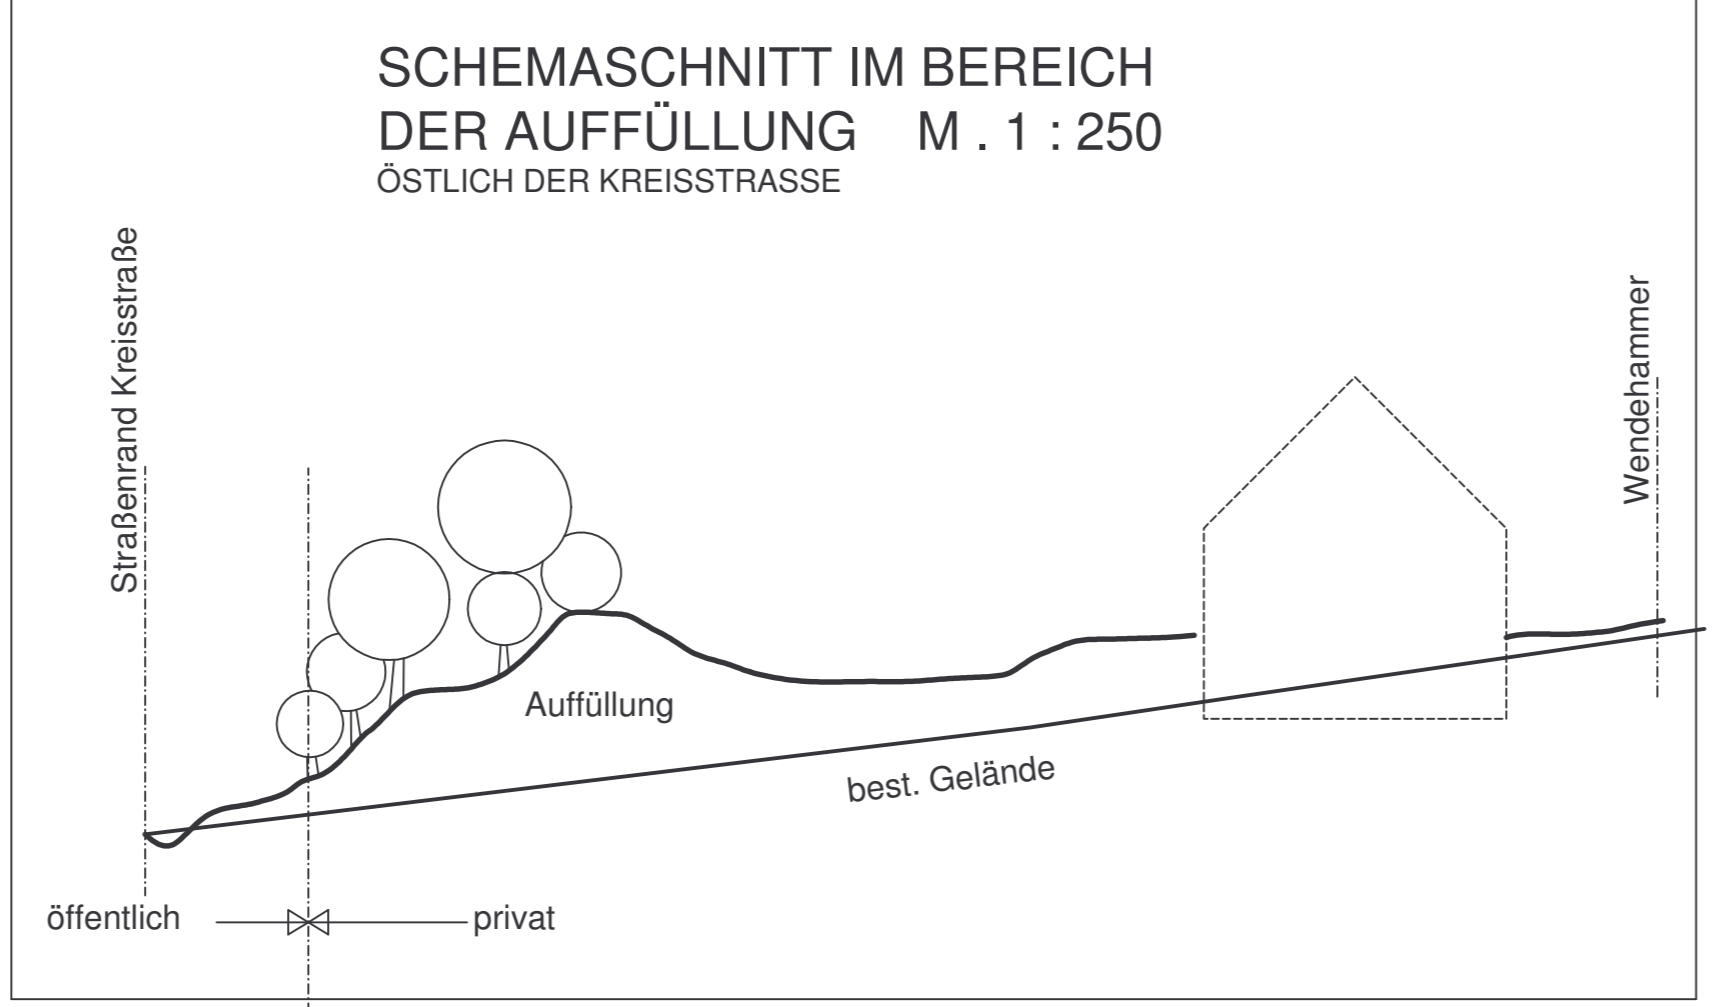 SCHEMASCHNITT IM BEREICH
DER AUFFÜLLUNG M . 1 : 250
ÖSTLICH DER KREISSTRASSE
Straßenrand Kreisstraße
Wendehammer
Auffüllung
best. Gelände
öffentlich
privat